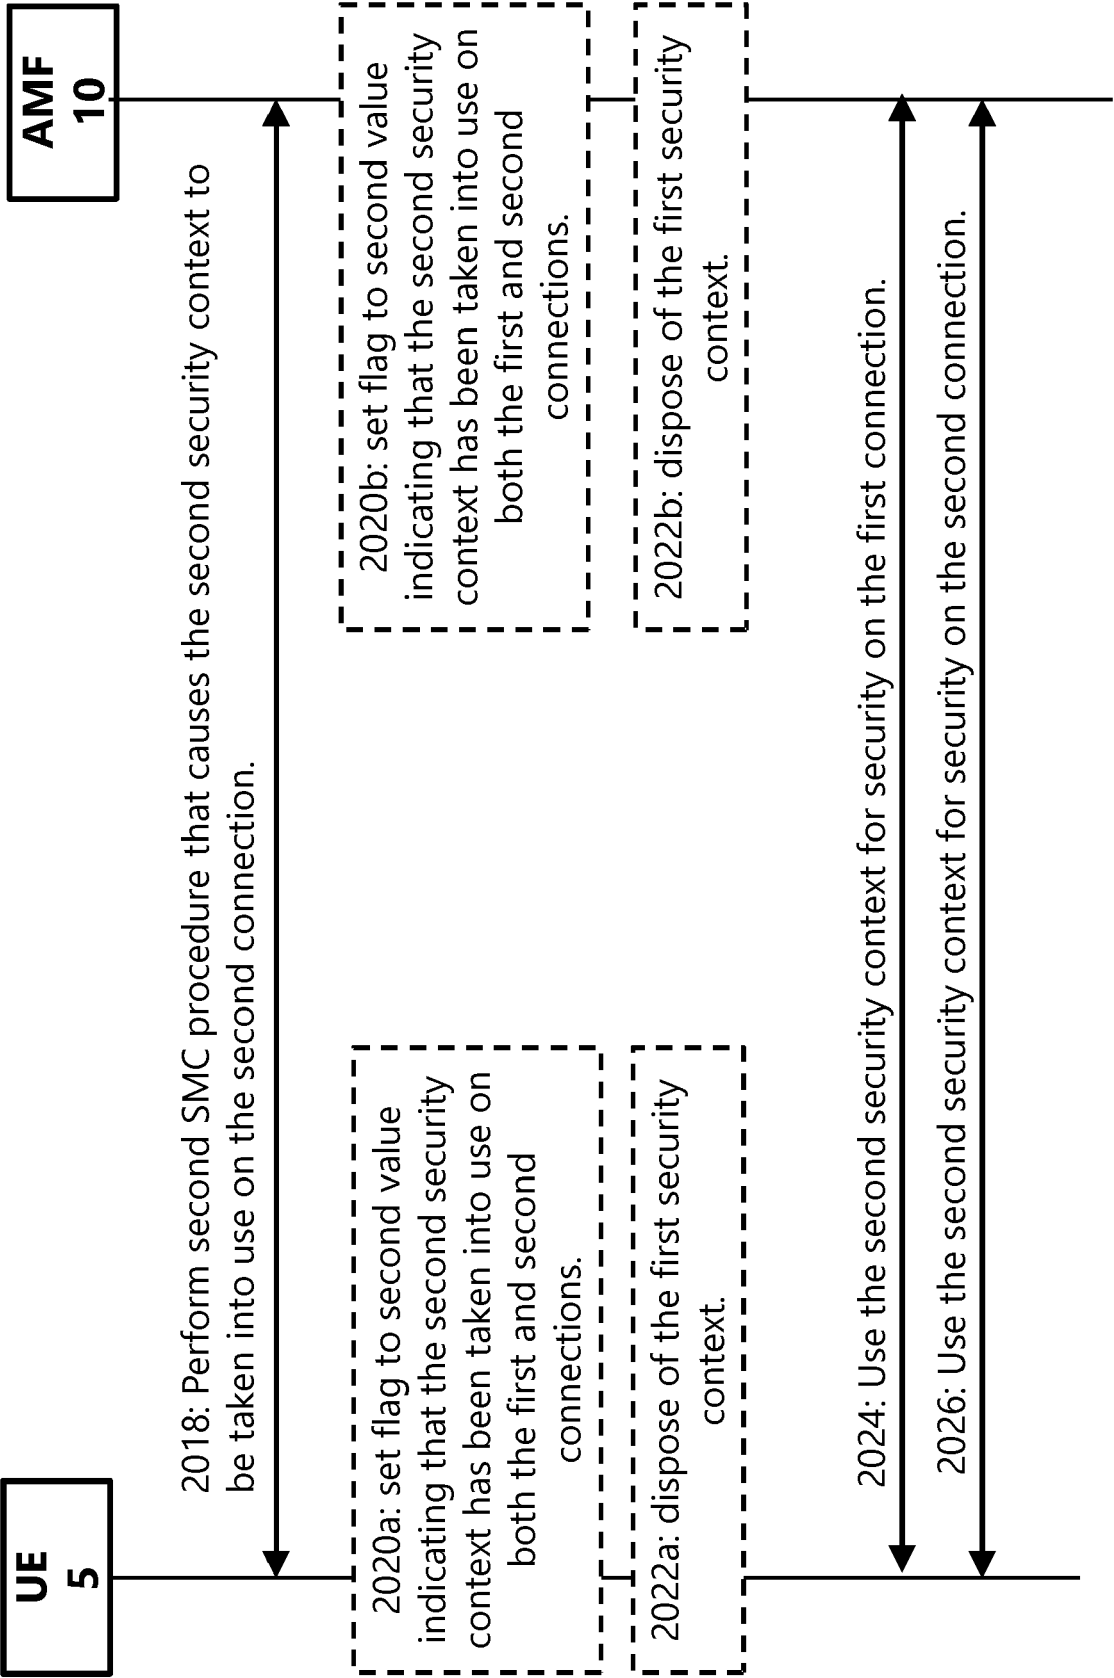 UE
5
AMF
10
2018: Perform second SMC procedure that causes the second security context to
be taken into use on the second connection.
2020a: set flag to second value
indicating that the second security
context has been taken into use on
both the first and second
connections.
2020b: set flag to second value
indicating that the second security
context has been taken into use on
both the first and second
connections.
2022a: dispose of the first security
context.
2022b: dispose of the first security
context.
2024: Use the second security context for security on the first connection.
2026: Use the second security context for security on the second connection.